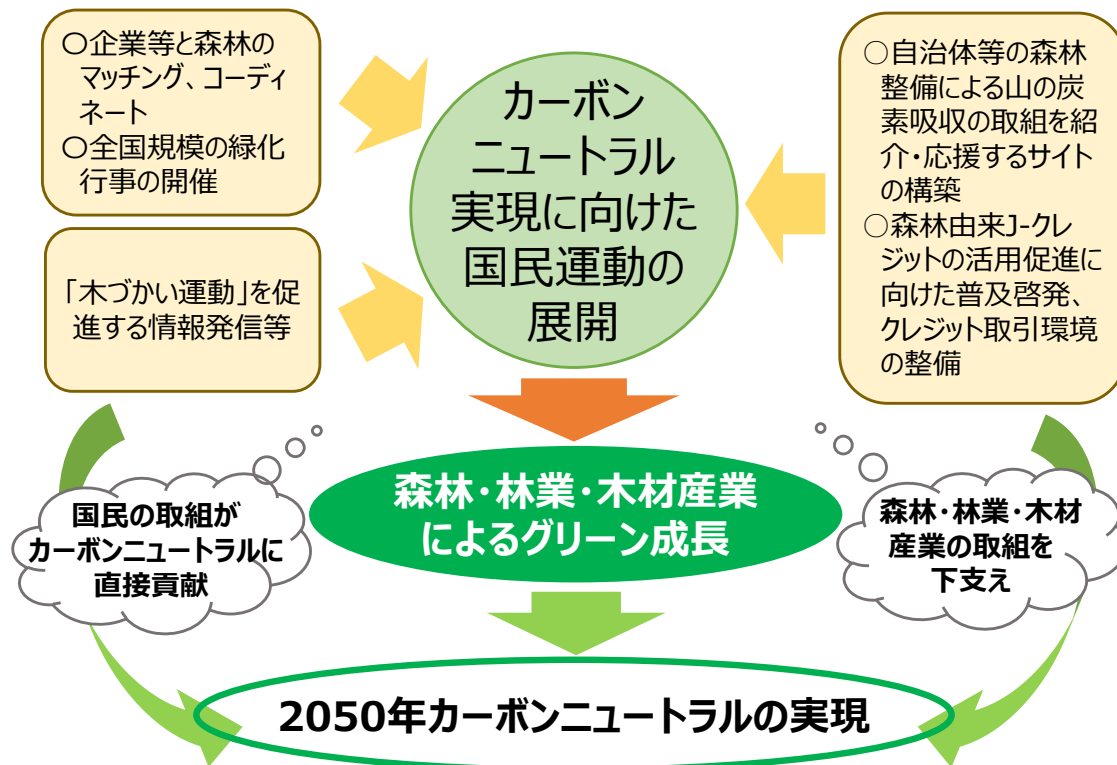 〇企業等と森林の
マッチング、コーディ
ネート
〇全国規模の緑化
行事の開催
「木づかい運動」を促
進する情報発信等
カーボン
ニュートラル
実現に向けた
国民運動の
展開
○自治体等の森林
整備による山の炭
素吸収の取組を紹
介・応援するサイト
の構築
○森林由来J-クレ
ジットの活用促進に
向けた普及啓発、
クレジット取引環境
の整備
森林・林業・木材産業
によるグリーン成長
国民の取組が
カーボンニュートラルに
直接貢献
森林・林業・木材
産業の取組を
下支え
2050年カーボンニュートラルの実現